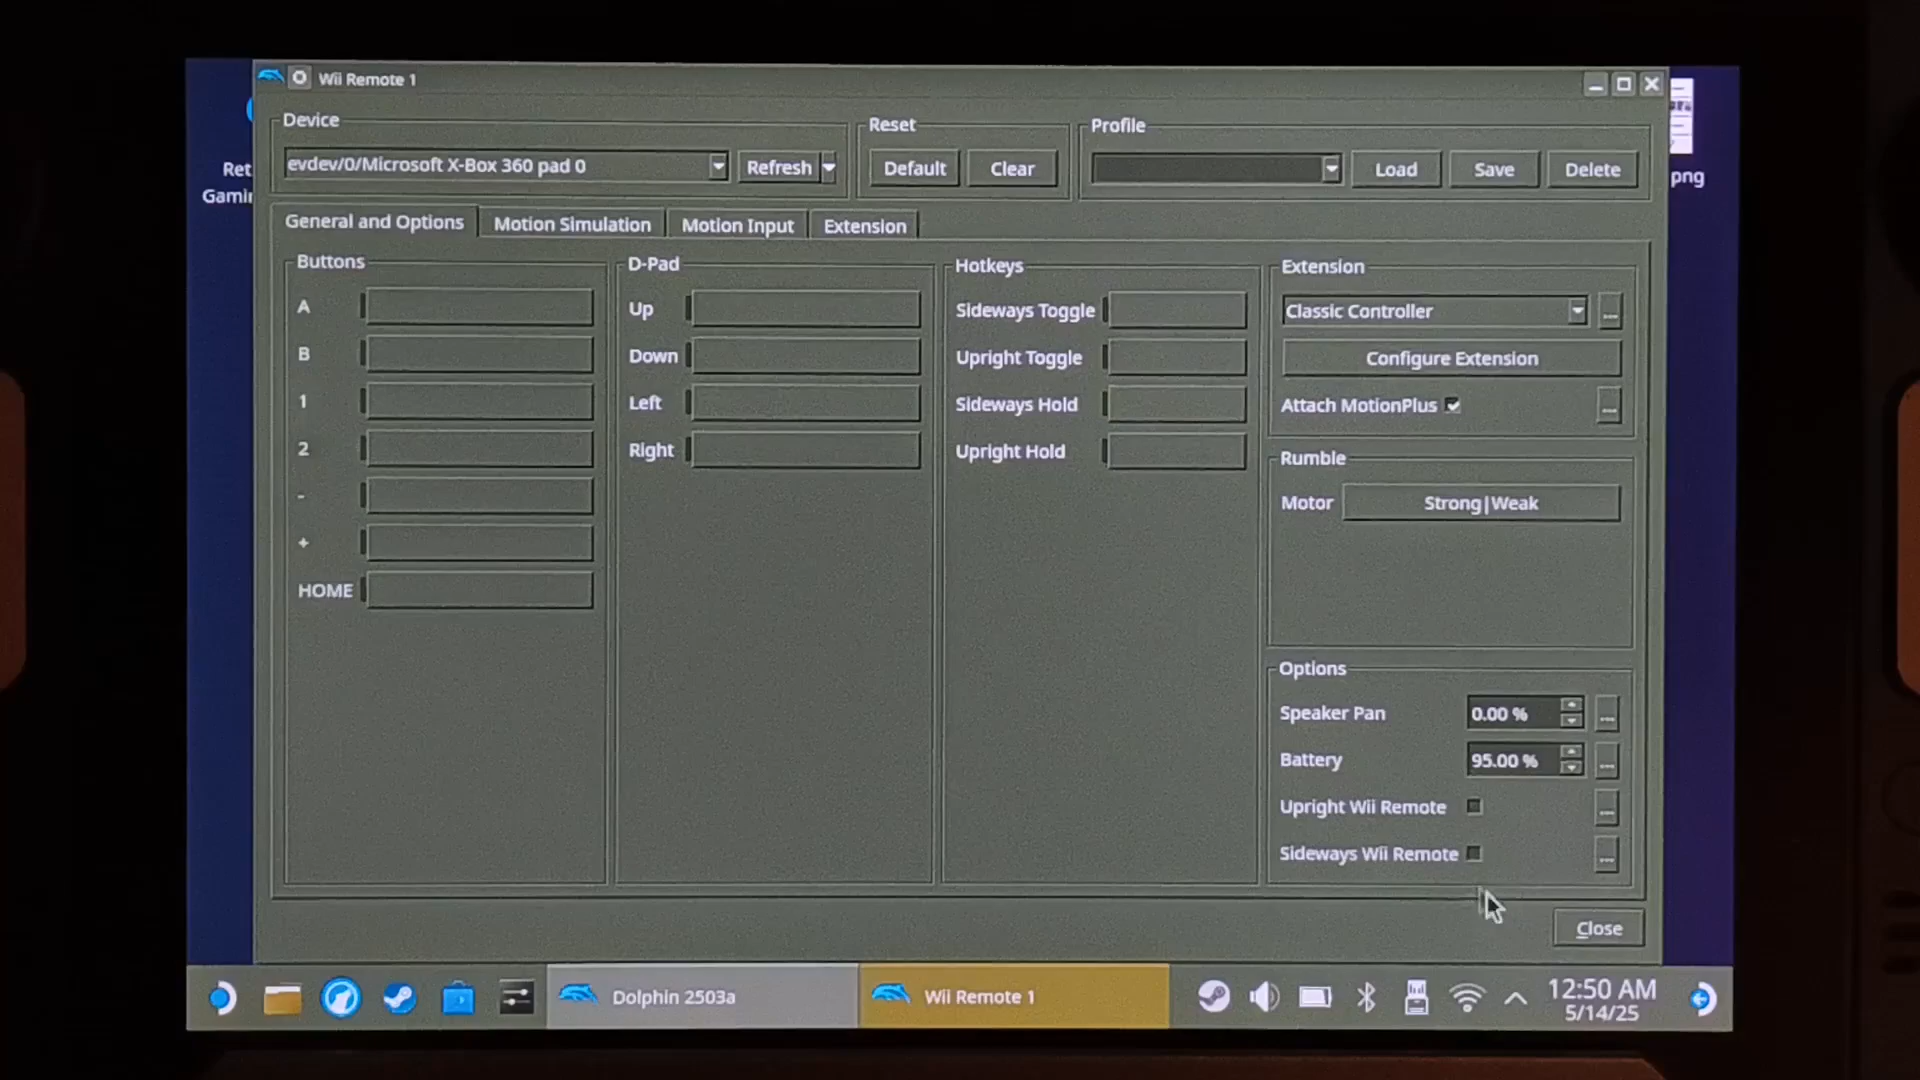 Wii Remote 1
Device
Reset
Profile
evdev/0/Microsoft X-Box 360 pad 0
Refresh
Default
Clear
Load
Save
Delete
Ret
Gamin
png
General and Options
Motion Simulation
Motion Input
Extension
Buttons
A
B
1
2
-
+
HOME
D-Pad
Up
Down
Left
Right
Hotkeys
Sideways Toggle
Upright Toggle
Sideways Hold
Upright Hold
Extension
Classic Controller
...
Configure Extension
Attach MotionPlus
...
Rumble
Motor
Strong|Weak
Options
Speaker Pan
0.00 %
...
Battery
95.00 %
...
Upright Wii Remote
...
Sideways Wii Remote
...
Close
Dolphin 2503a
Wii Remote 1
12:50 AM
5/14/25